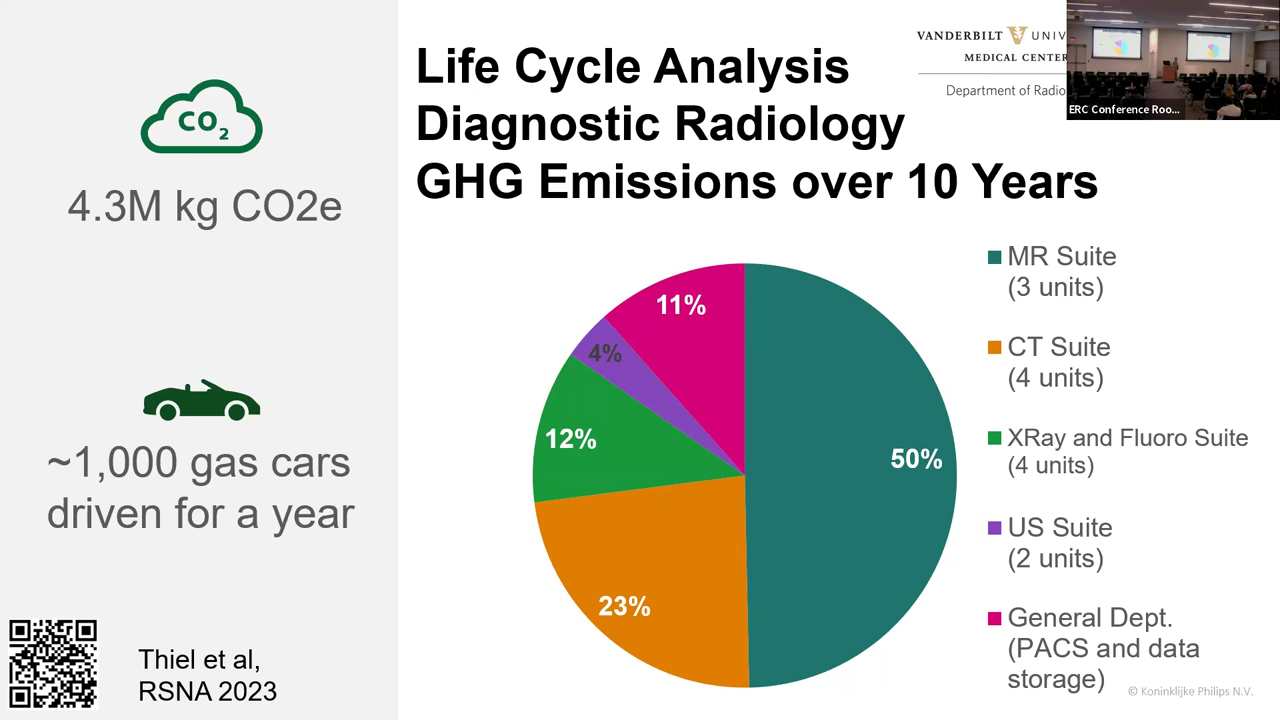 CO2
4.3M kg CO2e
~1,000 gas cars
driven for a year
Thiel et al,
RSNA 2023
Life Cycle Analysis
Diagnostic Radiology
GHG Emissions over 10 Years
VANDERBILT UNIV
MEDICAL CENTER
Department of Radio
ERC Conference Roo...
11%
4%
12%
50%
23%
MR Suite
(3 units)
CT Suite
(4 units)
XRay and Fluoro Suite
(4 units)
US Suite
(2 units)
General Dept.
(PACS and data
storage)
© Koninklijke Philips N.V.